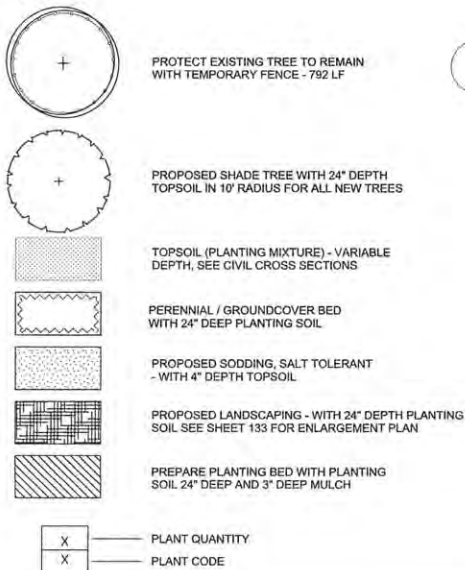 PROTECT EXISTING TREE TO REMAIN
WITH TEMPORARY FENCE - 792 LF
PROPOSED SHADE TREE WITH 24" DEPTH
TOPSOIL IN 10' RADIUS FOR ALL NEW TREES
TOPSOIL (PLANTING MIXTURE) - VARIABLE
DEPTH, SEE CIVIL CROSS SECTIONS
PERENNIAL / GROUNDCOVER BED
WITH 24" DEEP PLANTING SOIL
PROPOSED SODDING, SALT TOLERANT
- WITH 4" DEPTH TOPSOIL
PROPOSED LANDSCAPING - WITH 24" DEPTH PLANTING
SOIL SEE SHEET 133 FOR ENLARGEMENT PLAN
PREPARE PLANTING BED WITH PLANTING
SOIL 24" DEEP AND 3" DEEP MULCH
X PLANT QUANTITY
X PLANT CODE